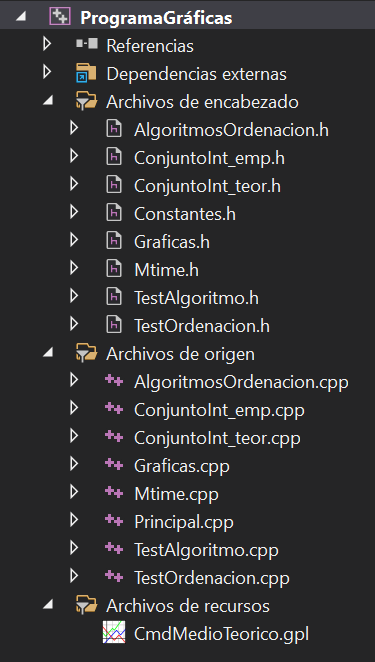 ProgramaGráficas
Referencias
Dependencias externas
Archivos de encabezado
AlgoritmosOrdenacion.h
ConjuntoInt_emp.h
ConjuntoInt_teor.h
Constantes.h
Graficas.h
Mtime.h
TestAlgoritmo.h
TestOrdenacion.h
Archivos de origen
AlgoritmosOrdenacion.cpp
ConjuntoInt_emp.cpp
ConjuntoInt_teor.cpp
Graficas.cpp
Mtime.cpp
Principal.cpp
TestAlgoritmo.cpp
TestOrdenacion.cpp
Archivos de recursos
CmdMedioTeorico.gpl